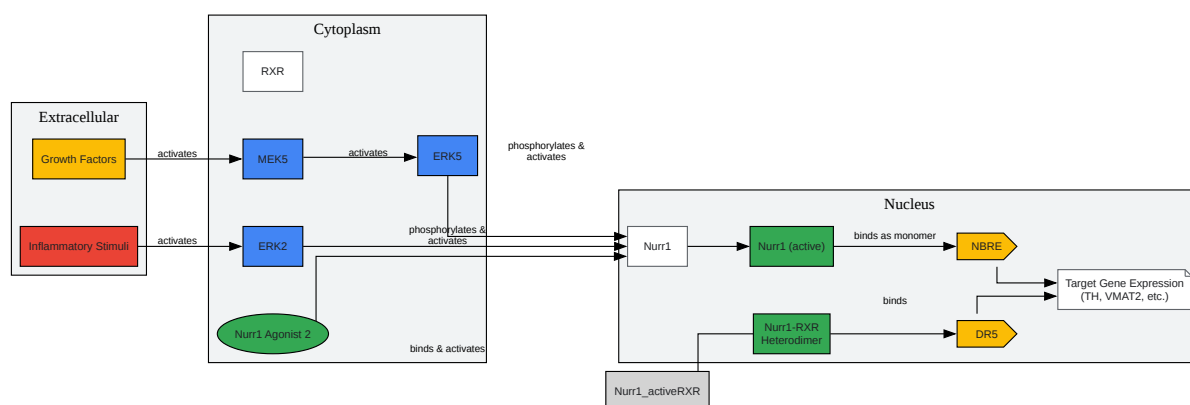 Cytoplasm
RXR
Extracellular
Growth Factors
activates
MEK5
activates
ERK5
phosphorylates &
activates
Nucleus
Inflammatory Stimuli
activates
ERK2
phosphorylates &
activates
Nurr1
Nurr1 (active)
binds as monomer
NBRE
Target Gene Expression
(TH, VMAT2, etc.)
Nurr1 Agonist 2
binds & activates
Nurr1-RXR
Heterodimer
binds
DR5
Nurr1_activeRXR